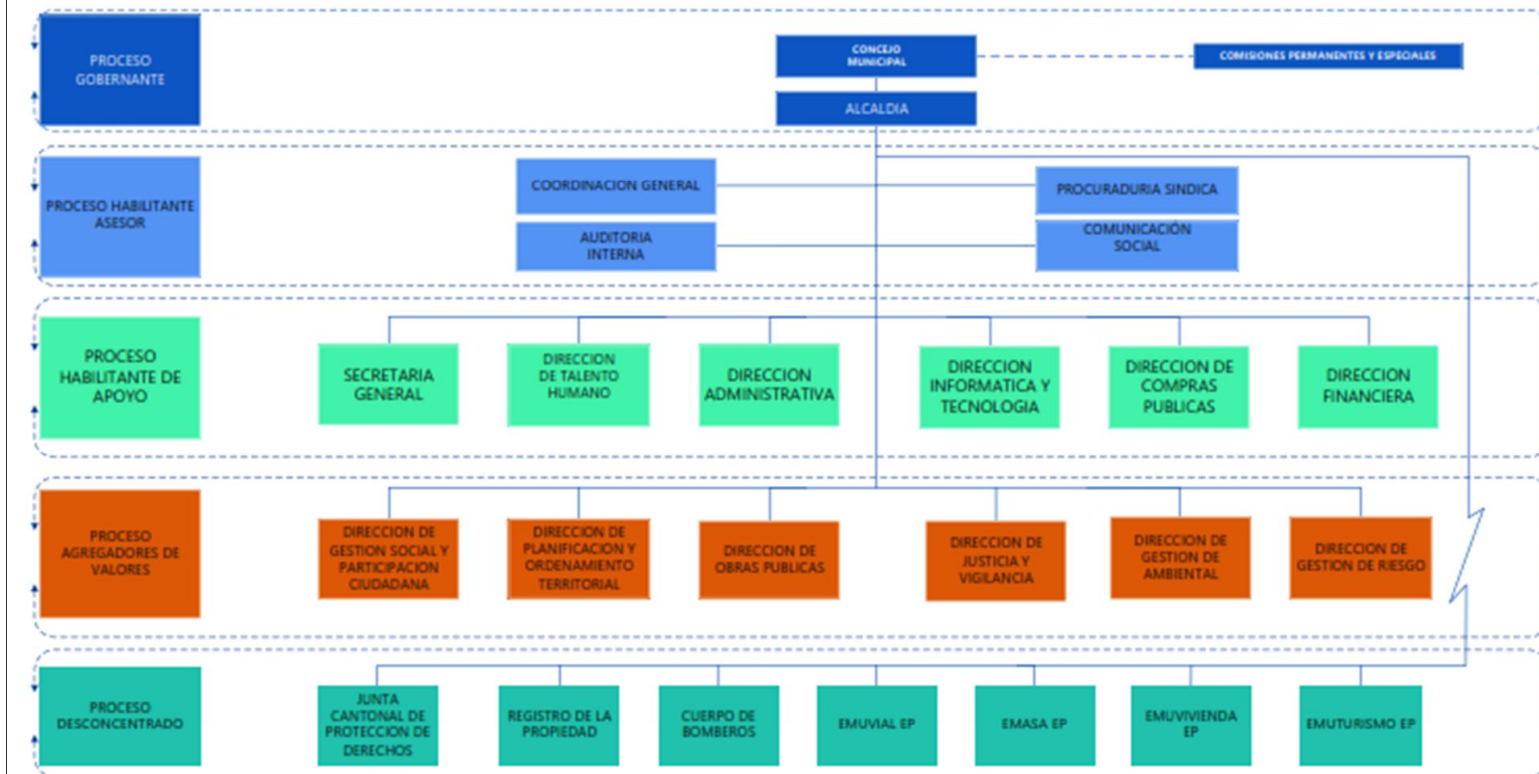 PROCESO
GOBERNANTE
CONCEJO
MUNICIPAL
COMISIONES PERMANENTES Y ESPECIALES
ALCALDIA
PROCESO HABILITANTE
ASESOR
COORDINACION GENERAL
PROCURADURIA SINDICA
AUDITORIA
INTERNA
COMUNICACIÓN
SOCIAL
PROCESO
HABILITANTE DE
APOYO
SECRETARIA
GENERAL
DIRECCION
DE TALENTO
HUMANO
DIRECCION
ADMINISTRATIVA
DIRECCION
INFORMATICA Y
TECNOLOGIA
DIRECCION DE
COMPRAS
PUBLICAS
DIRECCION
FINANCIERA
PROCESO
AGREGADORES DE
VALORES
DIRECCION DE
GESTION SOCIAL Y
PARTICIPACION
CIUDADANA
DIRECCION DE
PLANIFICACION Y
ORDENAMIENTO
TERRITORIAL
DIRECCION DE
OBRAS PUBLICAS
DIRECCION DE
JUSTICIA Y
VIGILANCIA
DIRECCION DE
GESTION DE
AMBIENTAL
DIRECCION DE
GESTION DE RIESGO
PROCESO
DESCONCENTRADO
JUNTA
CANTONAL DE
PROTECCION DE
DERECHOS
REGISTRO DE LA
PROPIEDAD
CUERPO DE
BOMBEROS
EMUVIAL EP
EMASA EP
EMUVIVIENDA
EP
EMUTURISMO EP